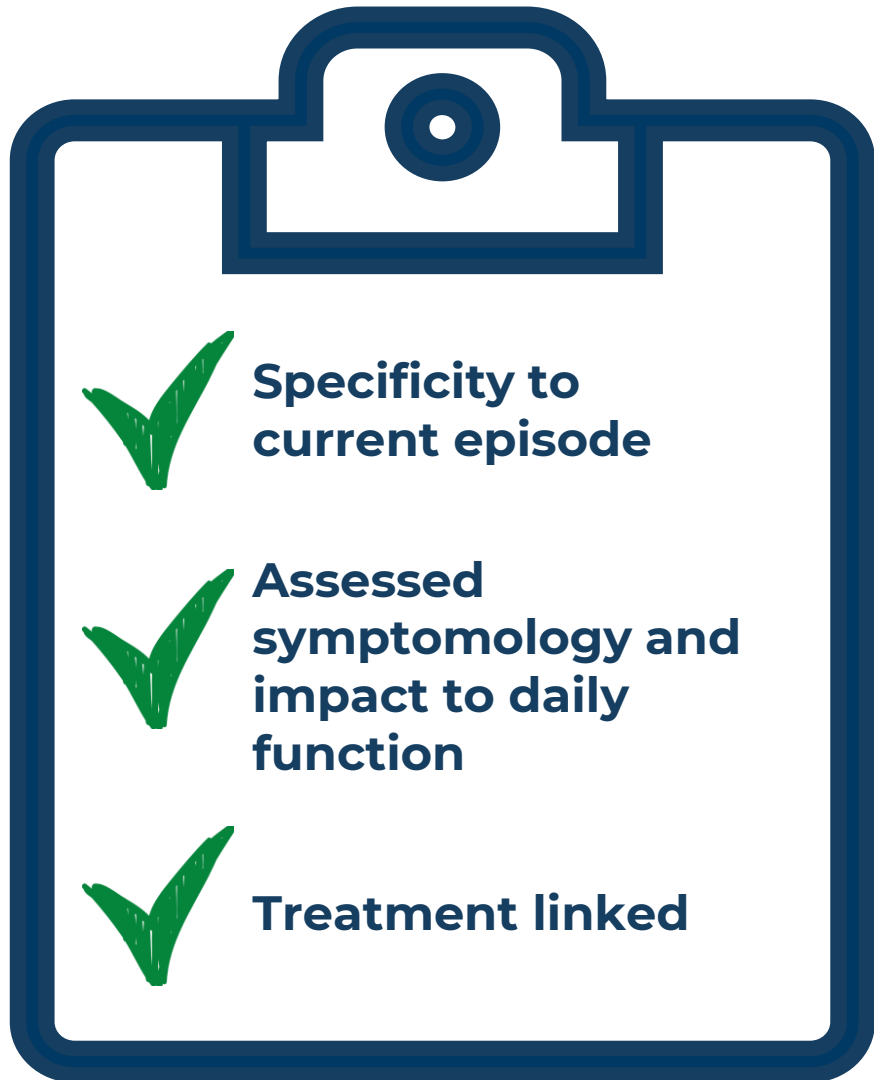 Specificity to
current episode
Assessed
symptomology and
impact to daily
function
Treatment linked